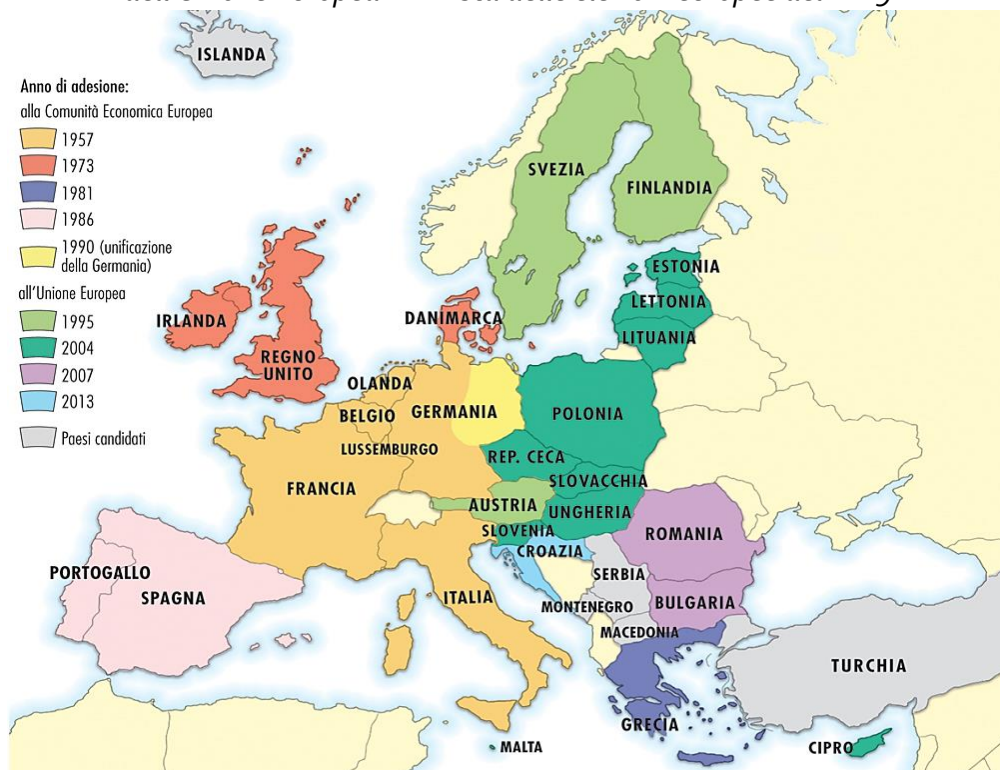 ISLANDA
Anno di adesione:
alla Comunità Economica Europea
1957
1973
1981
1986
1990 (unificazione
della Germania)
all'Unione Europea
1995
2004
2007
2013
Paesi candidati
SVEZIA
FINLANDIA
ESTONIA
LETTONIA
LITUANIA
IRLANDA
REGNO
UNITO
DANIMARCA
OLANDA
BELGIO
GERMANIA
LUSSEMBURGO
POLONIA
REP. CECA
SLOVACCHIA
FRANCIA
AUSTRIA
UNGHERIA
SLOVENIA
CROAZIA
ROMANIA
PORTOGALLO
SPAGNA
ITALIA
SERBIA
MONTENEGRO
BULGARIA
MACEDONIA
TURCHIA
GRECIA
MALTA
CIPRO